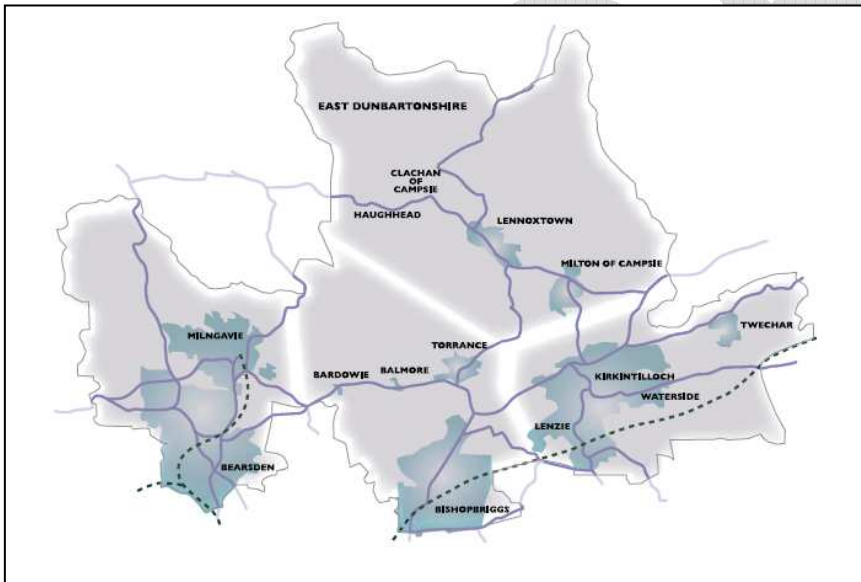 EAST DUNBARTONSHIRE
CLACHAN
OF
CAMPSIE
HAUGHHEAD
LENNOXTOWN
MILTON OF CAMPSIE
MILNGAVIE
TWECHAR
TORRANCE
BARDOWIE
BALMORE
KIRKINTILLOCH
WATERSIDE
LENZIE
BEARSDEN
BISHOPBRIGGS